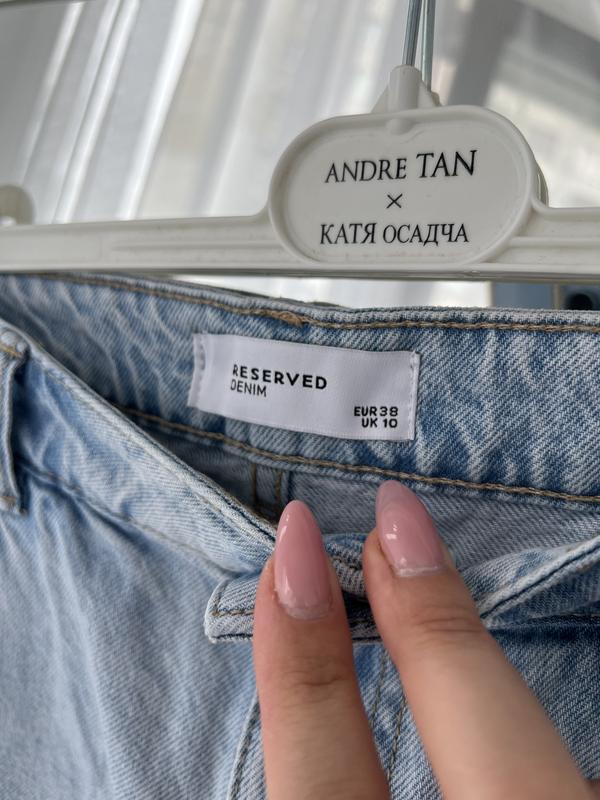 ANDRE TAN
×
КАТЯ ОСАДЧА
RESERVED
DENIM
EUR 38
UK 10